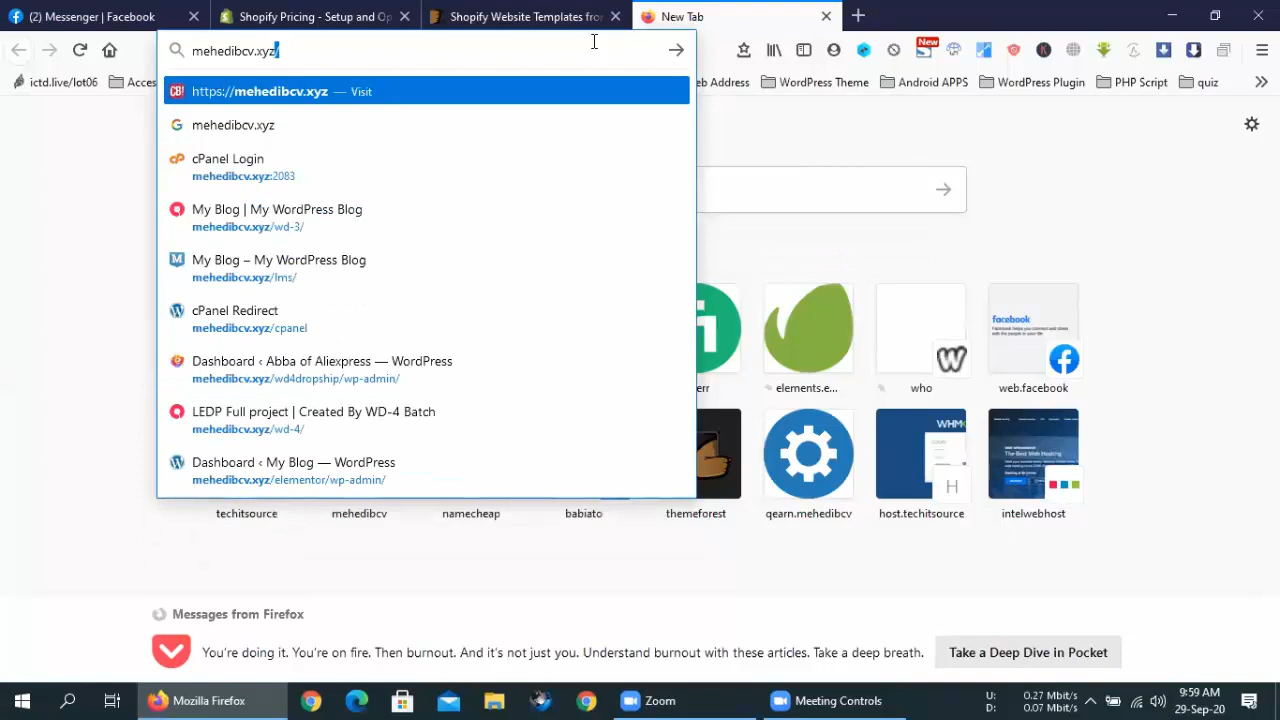 (2) Messenger | Facebook
Shopify Pricing - Setup and Op
Shopify Website Templates from
New Tab
mehedibcv.xyz/
New
ictd.live/lot06
Acces
eb Address
WordPress Theme
Android APPS
WordPress Plugin
PHP Script
quiz
https://mehedibcv.xyz — Visit
mehedibcv.xyz
cPanel Login
mehedibcv.xyz:2083
My Blog | My WordPress Blog
mehedibcv.xyz/wd-3/
My Blog – My WordPress Blog
mehedibcv.xyz/lms/
cPanel Redirect
mehedibcv.xyz/cpanel
Dashboard ‹ Abba of Aliexpress — WordPress
mehedibcv.xyz/wd4dropship/wp-admin/
LEDP Full project | Created By WD-4 Batch
mehedibcv.xyz/wd-4/
Dashboard ‹ My Blog — WordPress
mehedibcv.xyz/elementor/wp-admin/
facebook
err
elements.e...
who
web.facebook
WHM
techitsource
mehedibcv
namecheap
babiato
themeforest
qearn.mehedibcv
host.techitsource
intelwebhost
Messages from Firefox
You're doing it. You're on fire. Then burnout. And it's not just you. Understand burnout with these articles. Take a deep breath.
Take a Deep Dive in Pocket
Mozilla Firefox
Zoom
Meeting Controls
U: 0.27 Mbit/s
D: 0.07 Mbit/s
9:59 AM
29-Sep-20